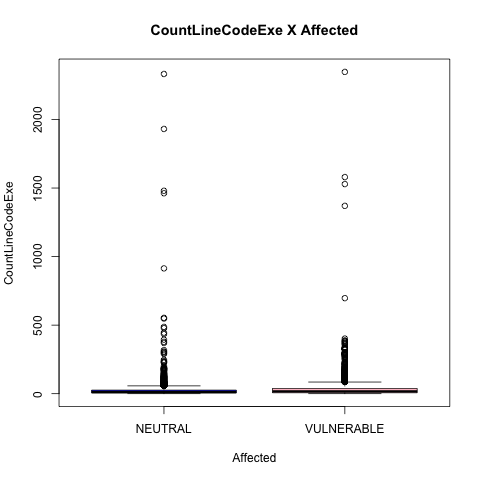 CountLineCodeExe X Affected
2000
1500
1000
500
0
CountLineCodeExe
NEUTRAL
VULNERABLE
Affected